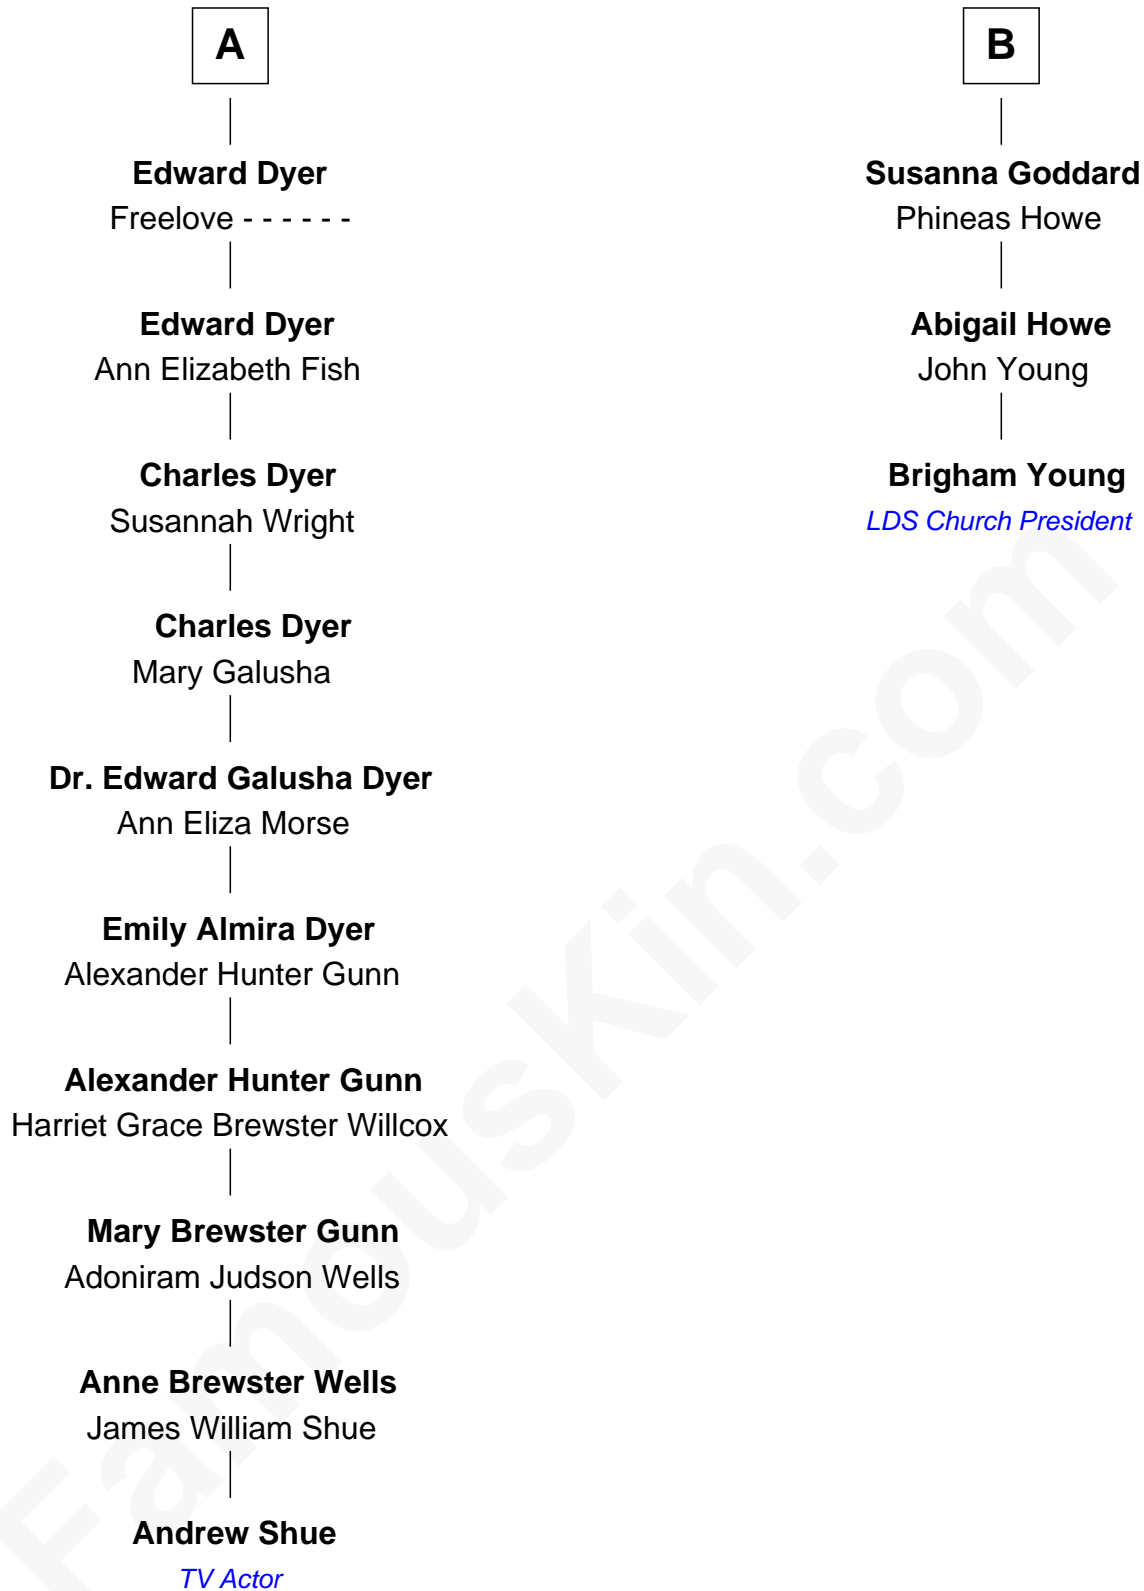 A
Edward Dyer
Freelove - - - - - -
Edward Dyer
Ann Elizabeth Fish
Charles Dyer
Susannah Wright
Charles Dyer
Mary Galusha
Dr. Edward Galusha Dyer
Ann Eliza Morse
Emily Almira Dyer
Alexander Hunter Gunn
Alexander Hunter Gunn
Harriet Grace Brewster Willcox
Mary Brewster Gunn
Adoniram Judson Wells
Anne Brewster Wells
James William Shue
Andrew Shue
TV Actor
B
Susanna Goddard
Phineas Howe
Abigail Howe
John Young
Brigham Young
LDS Church President
FamousKin.com